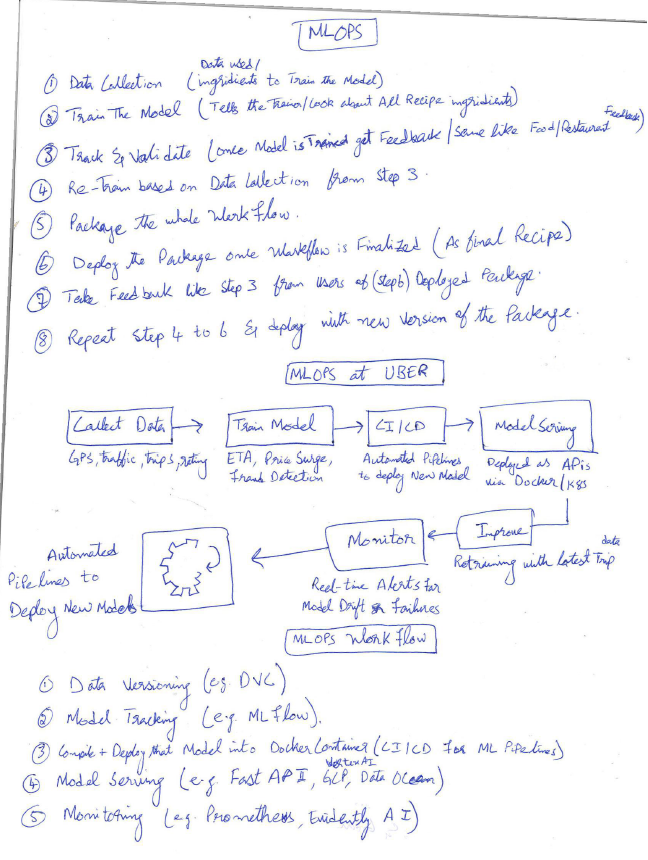 MLOPS
Data used/
① Data Collection (ingridients to Train the Model)
② Train The Model (Tells the Trainer/Cook about All Recipe ingridients)
Feedback)
③ Track & Validate (once Model is Trained get Feedback / Same like Food/Restaurant
④ Re-Train based on Data Collection from Step 3.
⑤ Package the whole Work Flow.
⑥ Deploy the Package once Workflow is Finalized (As final Recipe)
⑦ Take Feedback like Step 3 from users of (step6) Deployed Package.
⑧ Repeat Step 4 to 6 & deploy with new Version of the Package.
MLOPS at UBER
Collect Data
Train Model
CI/CD
Model Serving
GPS, traffic, trips, rating
ETA, Price Surge,
Fraud Detection
Automated Pipelines
to deploy New Model
Deployed as APIs
via Docker/K8S
Improve
data
Retraining with latest Trip
Monitor
Real-time Alerts for
Model Drift or Failures
Automated
PiPelines to
Deploy New Models
MLOPS Work Flow
① Data Versioning (eg. DVC)
② Model Tracking (e.g. ML Flow).
③ Compile + Deploy that Model into Docker Container (CI/CD for ML Pipelines)
Vertex AI
④ Model Serving (e.g. Fast API, GCP, Data Ocean)
⑤ Monitoring (eg. Prometheus, Evidently AI)